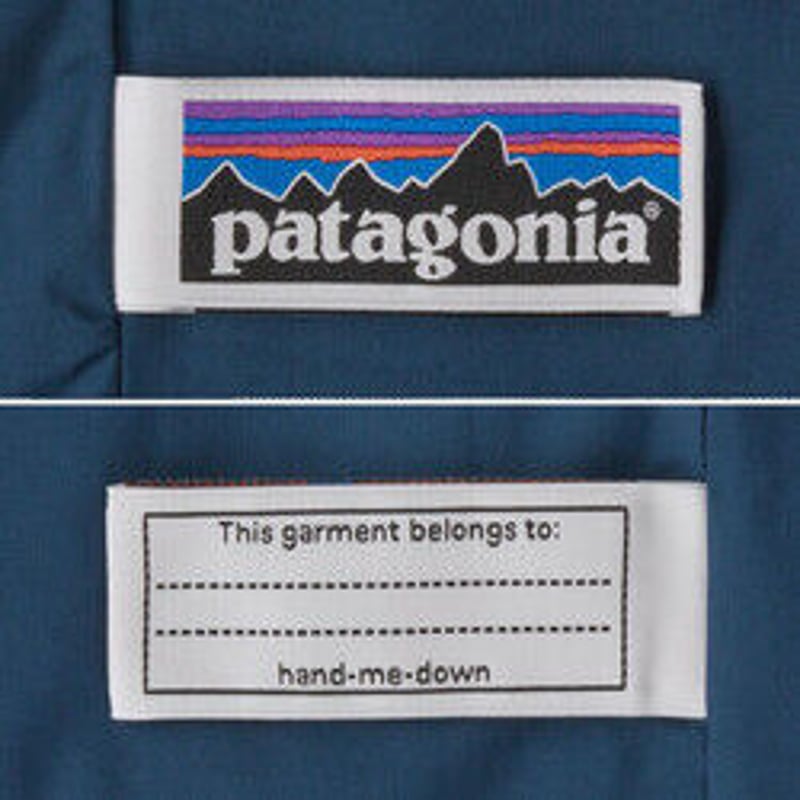 patagonia®
This garment belongs to:
hand-me-down